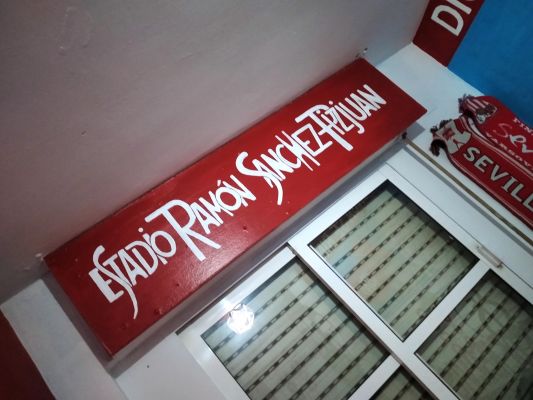 ESTADIO RAMÓN SÁNCHEZ-PIZJUAN
SEVILL